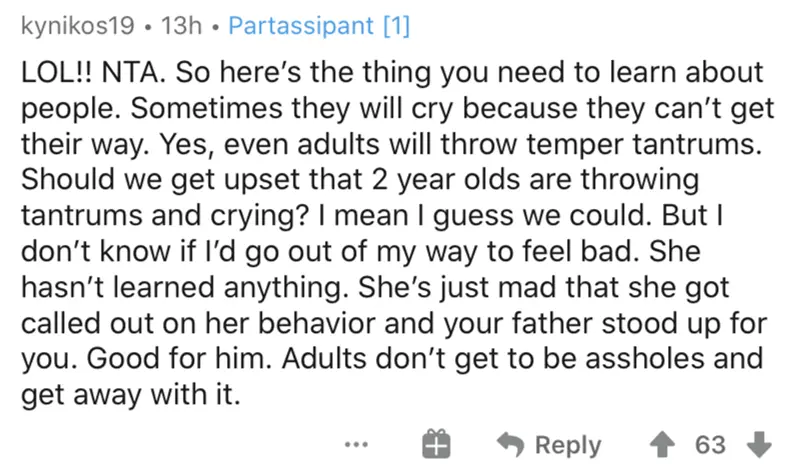 kynikos19 • 13h • Partassipant [1]
LOL!! NTA. So here’s the thing you need to learn about
people. Sometimes they will cry because they can’t get
their way. Yes, even adults will throw temper tantrums.
Should we get upset that 2 year olds are throwing
tantrums and crying? I mean I guess we could. But I
don’t know if I’d go out of my way to feel bad. She
hasn’t learned anything. She’s just mad that she got
called out on her behavior and your father stood up for
you. Good for him. Adults don’t get to be assholes and
get away with it.
... Reply 63